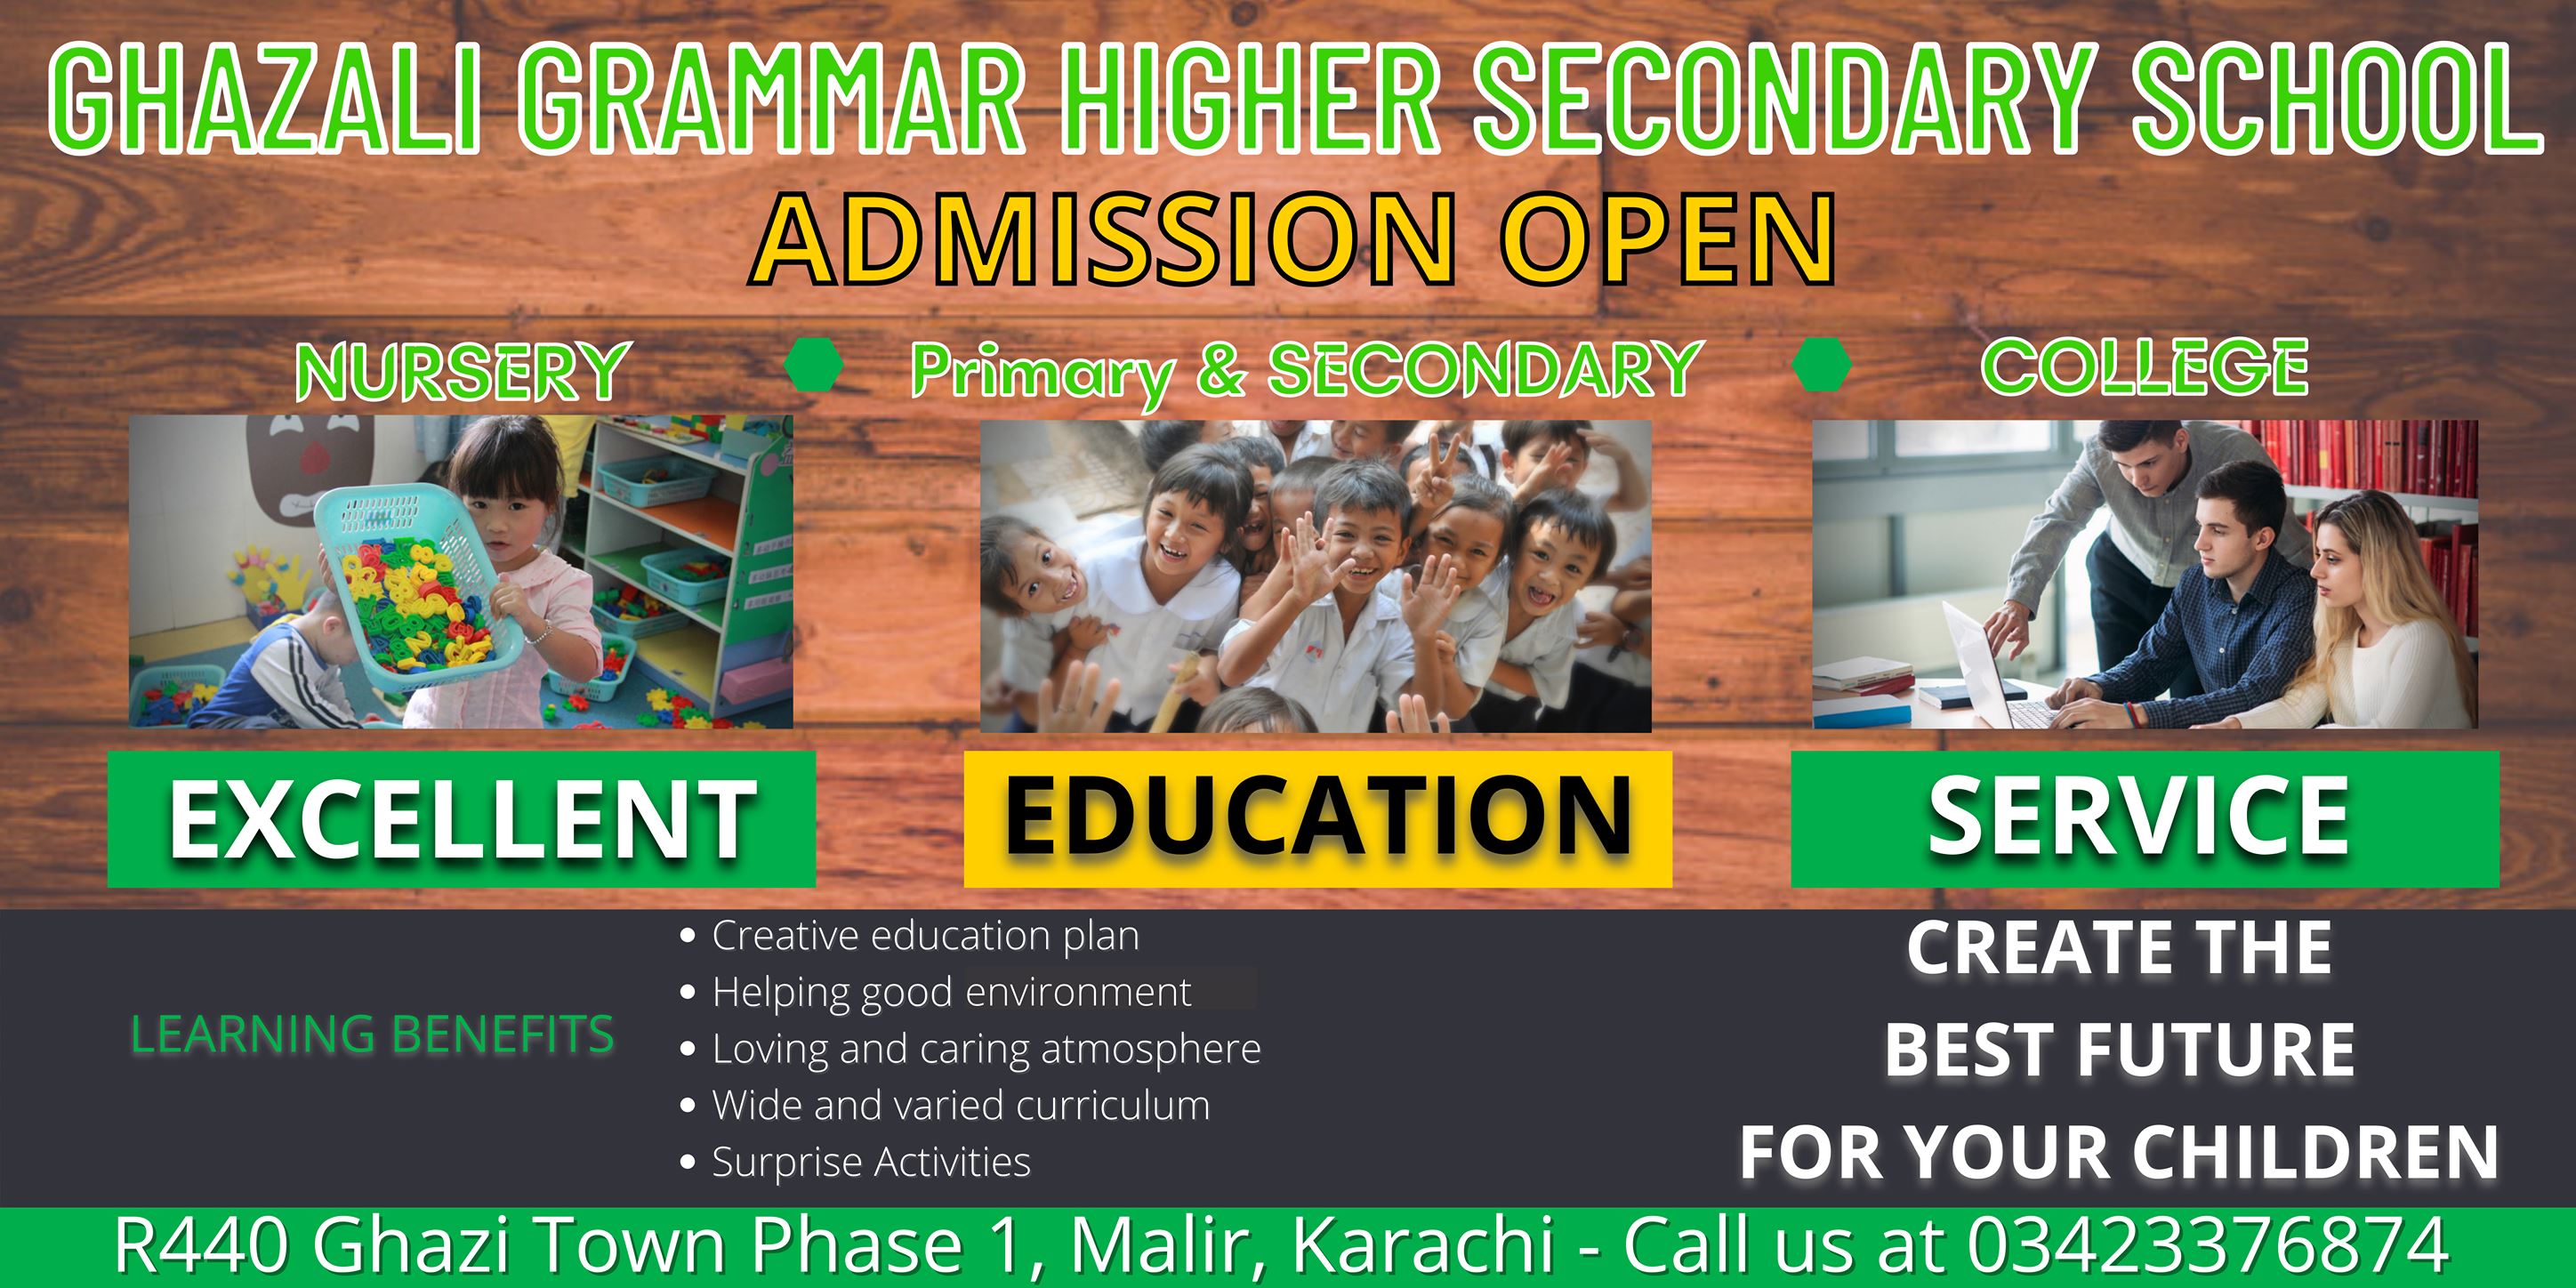 GHAZALI GRAMMAR HIGHER SECONDARY SCHOOL
ADMISSION OPEN
NURSERY
Primary & SECONDARY
COLLEGE
EXCELLENT
EDUCATION
SERVICE
LEARNING BENEFITS
Creative education plan
Helping good environment
Loving and caring atmosphere
Wide and varied curriculum
Surprise Activities
CREATE THE
BEST FUTURE
FOR YOUR CHILDREN
R440 Ghazi Town Phase 1, Malir, Karachi - Call us at 03423376874